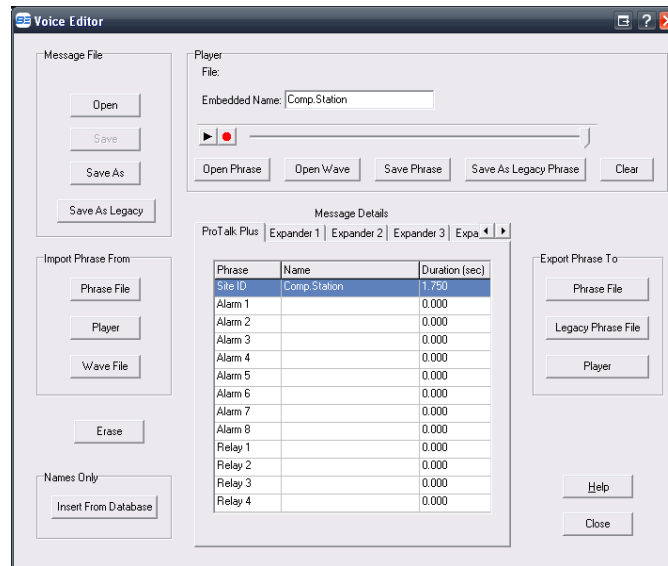 Voice Editor
Message File
Open
Save
Save As
Save As Legacy
Player
File:
Embedded Name: Comp.Station
Open Phrase Open Wave Save Phrase Save As Legacy Phrase Clear
Message Details
ProTalk Plus Expander 1 Expander 2 Expander 3 Expa
Import Phrase From
Phrase File
Player
Wave File
Erase
Names Only
Insert From Database
Phrase Name Duration (sec)
Site ID Comp.Station 1.750
Alarm 1 0.000
Alarm 2 0.000
Alarm 3 0.000
Alarm 4 0.000
Alarm 5 0.000
Alarm 6 0.000
Alarm 7 0.000
Alarm 8 0.000
Relay 1 0.000
Relay 2 0.000
Relay 3 0.000
Relay 4 0.000
Export Phrase To
Phrase File
Legacy Phrase File
Player
Help
Close